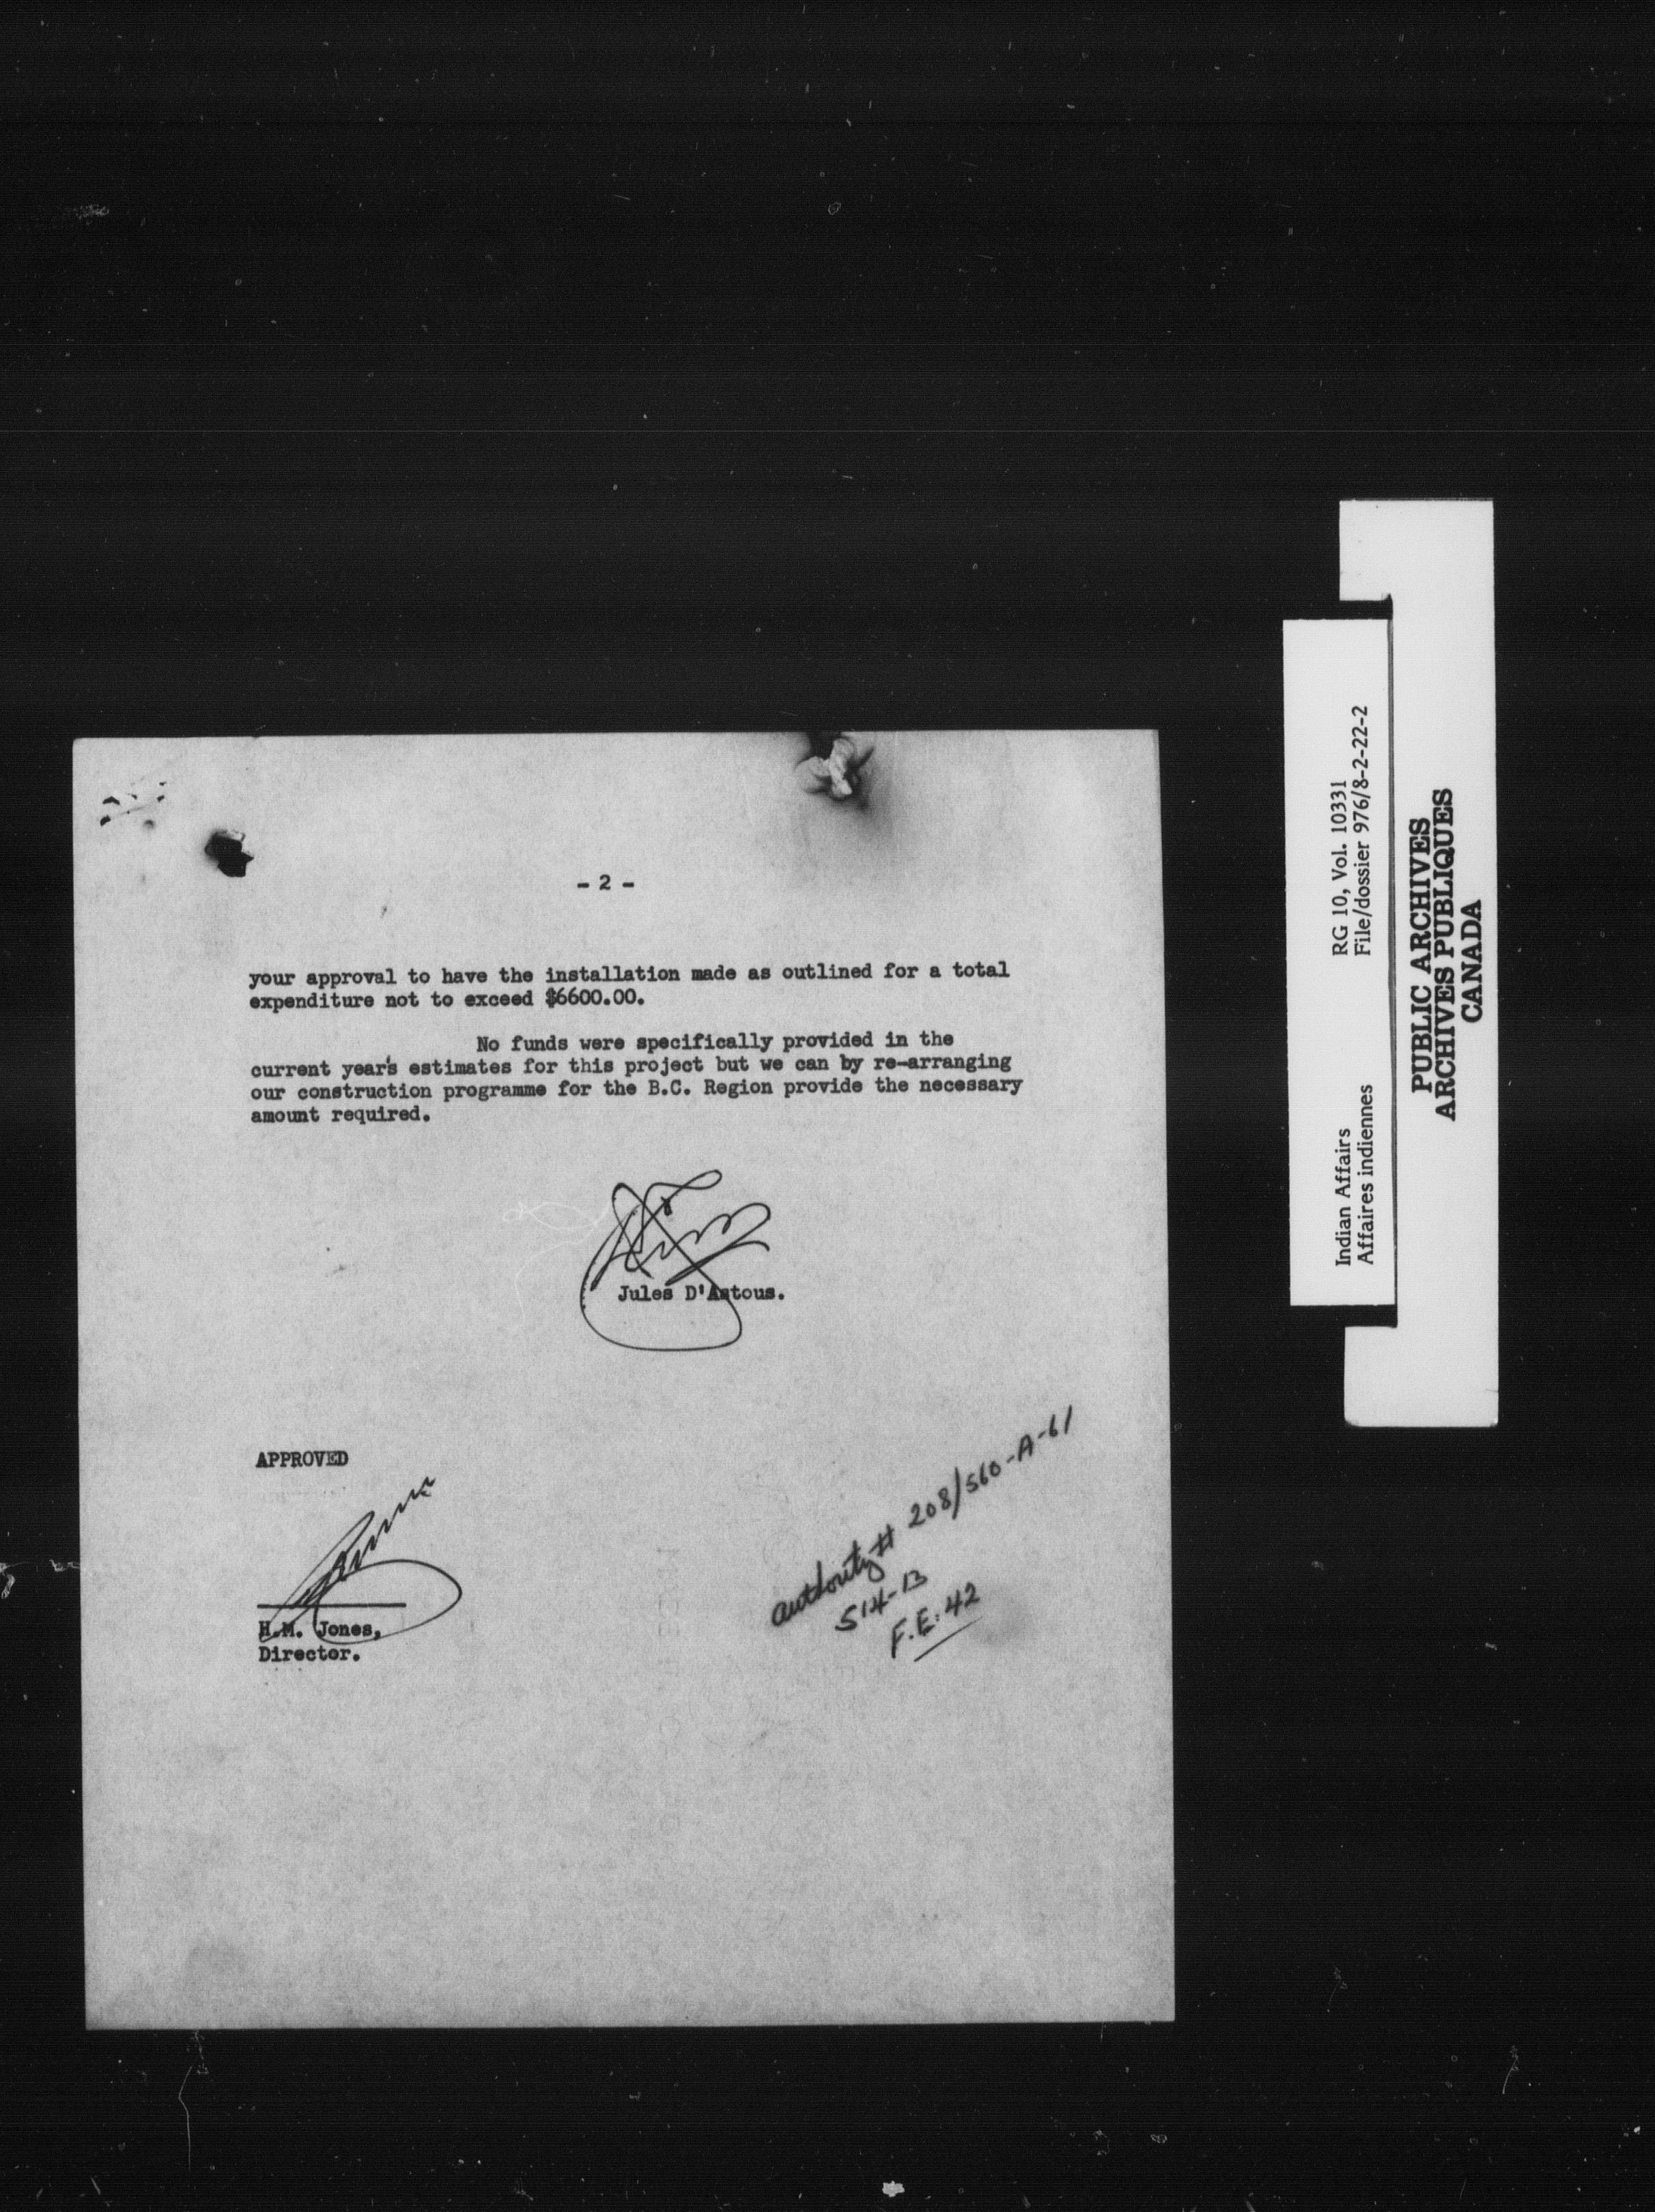 - 2 -
your approval to have the installation made as outlined for a total
expenditure not to exceed $6600.00.
No funds were specifically provided in the
current year's estimates for this project but we can by re-arranging
our construction programme for the B.C. Region provide the necessary
amount required.
Jules D'Astous.
APPROVED
H.M. Jones,
Director.
authority # 208/560-A-61
514-13
F.E. 42
Indian Affairs RG 10, Vol. 10331
Affaires indiennes File/dossier 976/8-2-22-2
PUBLIC ARCHIVES
ARCHIVES PUBLIQUES
CANADA